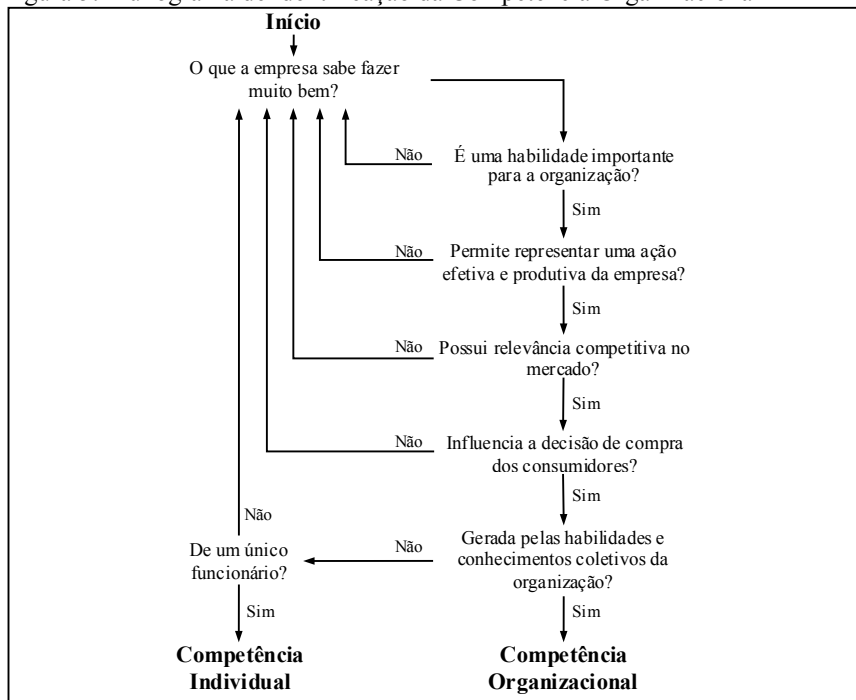 Início
O que a empresa sabe fazer
muito bem?
Não
É uma habilidade importante
para a organização?
Sim
Não
Permite representar uma ação
efetiva e produtiva da empresa?
Sim
Não
Possui relevância competitiva no
mercado?
Sim
Não
Influencia a decisão de compra
dos consumidores?
Sim
Não
De um único
funcionário?
Não
Gerada pelas habilidades e
conhecimentos coletivos da
organização?
Sim
Sim
Competência
Individual
Competência
Organizacional